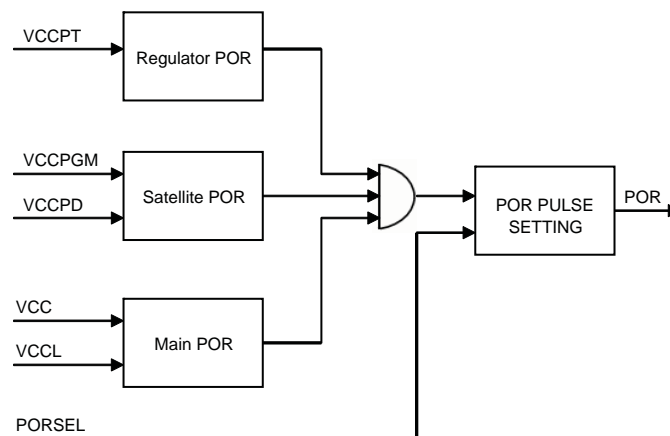 VCCPT
Regulator POR
VCCPGM
Satellite POR
VCCPD
POR PULSE
SETTING
POR
VCC
Main POR
VCCL
PORSEL